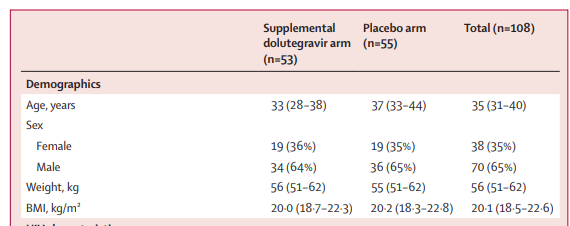 Supplemental dolutegravir arm (n=53) Placebo arm (n=55) Total (n=108)
Demographics
Age, years 33 (28–38) 37 (33–44) 35 (31–40)
Sex
Female 19 (36%) 19 (35%) 38 (35%)
Male 34 (64%) 36 (65%) 70 (65%)
Weight, kg 56 (51–62) 55 (51–62) 56 (51–62)
BMI, kg/m² 20·0 (18·7–22·3) 20·2 (18·3–22·8) 20·1 (18·5–22·6)